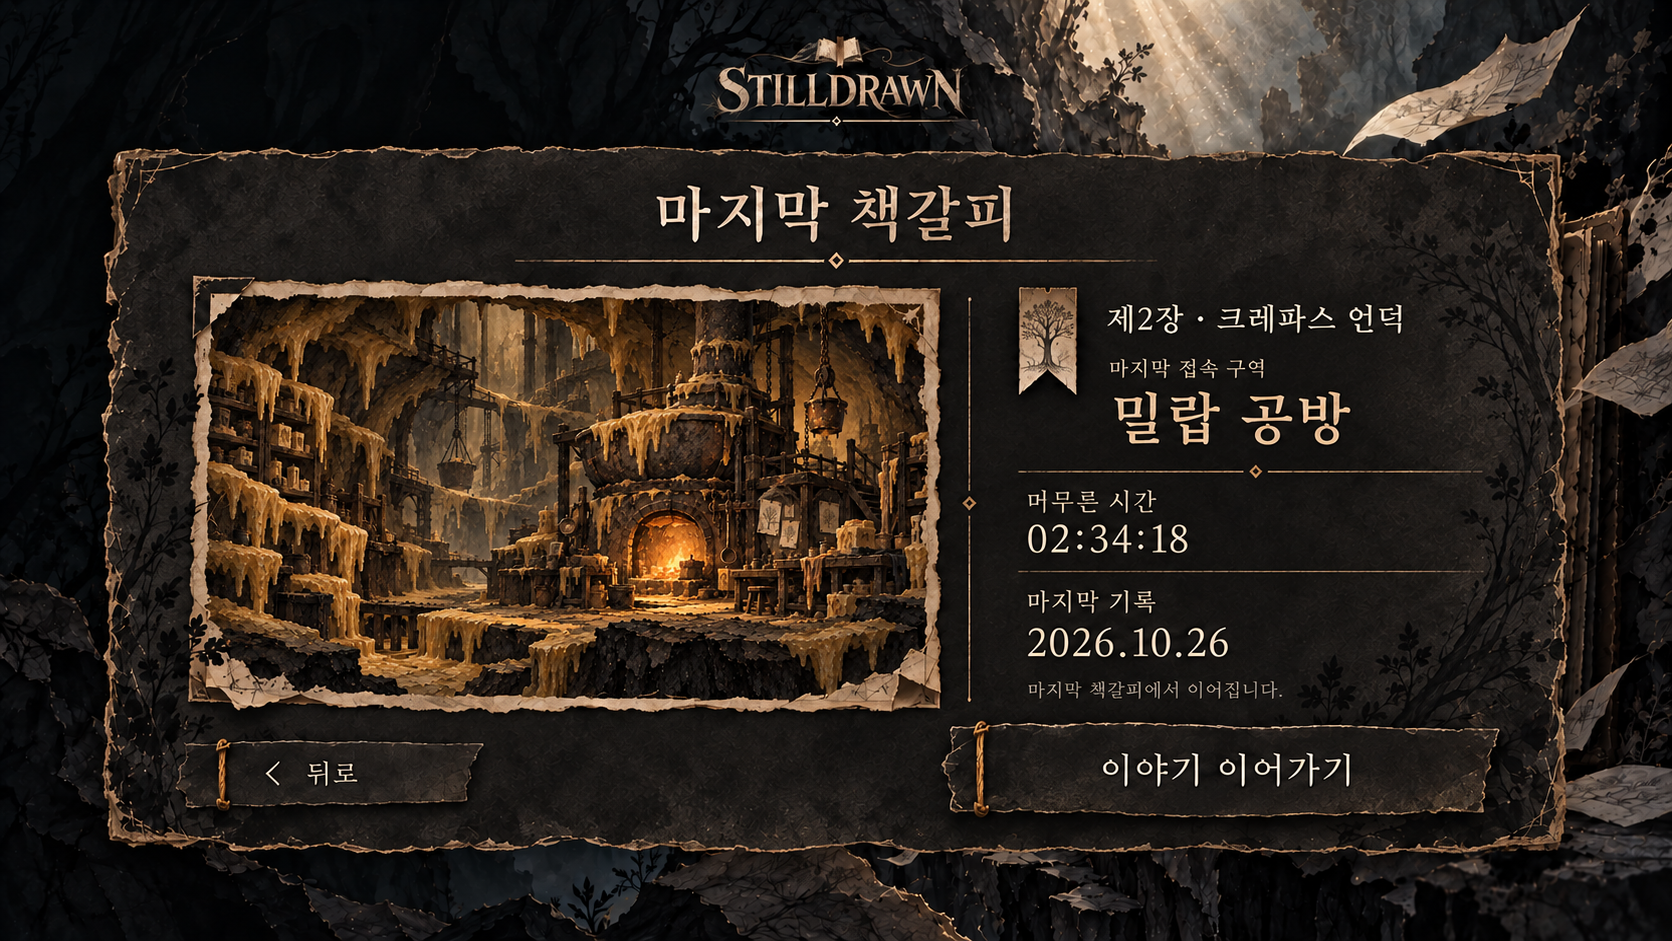 STILLDRAWN
마지막 책갈피
제2장 · 크레파스 언덕
마지막 접속 구역
밀랍 공방
머무른 시간
02:34:18
마지막 기록
2026.10.26
마지막 책갈피에서 이어집니다.
< 뒤로
이야기 이어가기